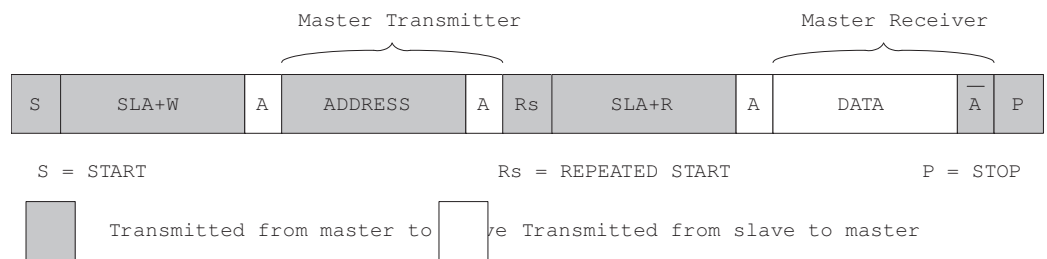 Master Transmitter Master Receiver
S SLA+W A ADDRESS A Rs SLA+R A DATA A̅ P
S = START Rs = REPEATED START P = STOP
Transmitted from master to Transmitted from slave to master